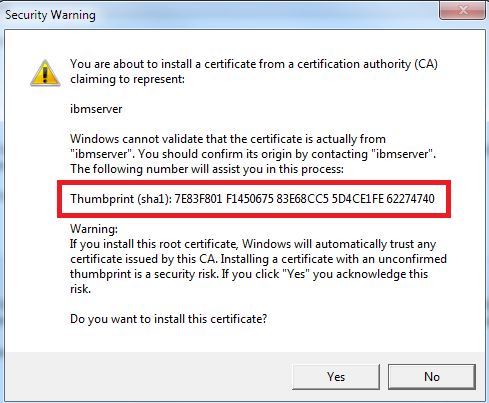 Security Warning
You are about to install a certificate from a certification authority (CA)
claiming to represent:
ibmserver
Windows cannot validate that the certificate is actually from
"ibmserver". You should confirm its origin by contacting "ibmserver".
The following number will assist you in this process:
Thumbprint (sha1): 7E83F801 F1450675 83E68CC5 5D4CE1FE 62274740
Warning:
If you install this root certificate, Windows will automatically trust any
certificate issued by this CA. Installing a certificate with an unconfirmed
thumbprint is a security risk. If you click "Yes" you acknowledge this
risk.
Do you want to install this certificate?
Yes
No